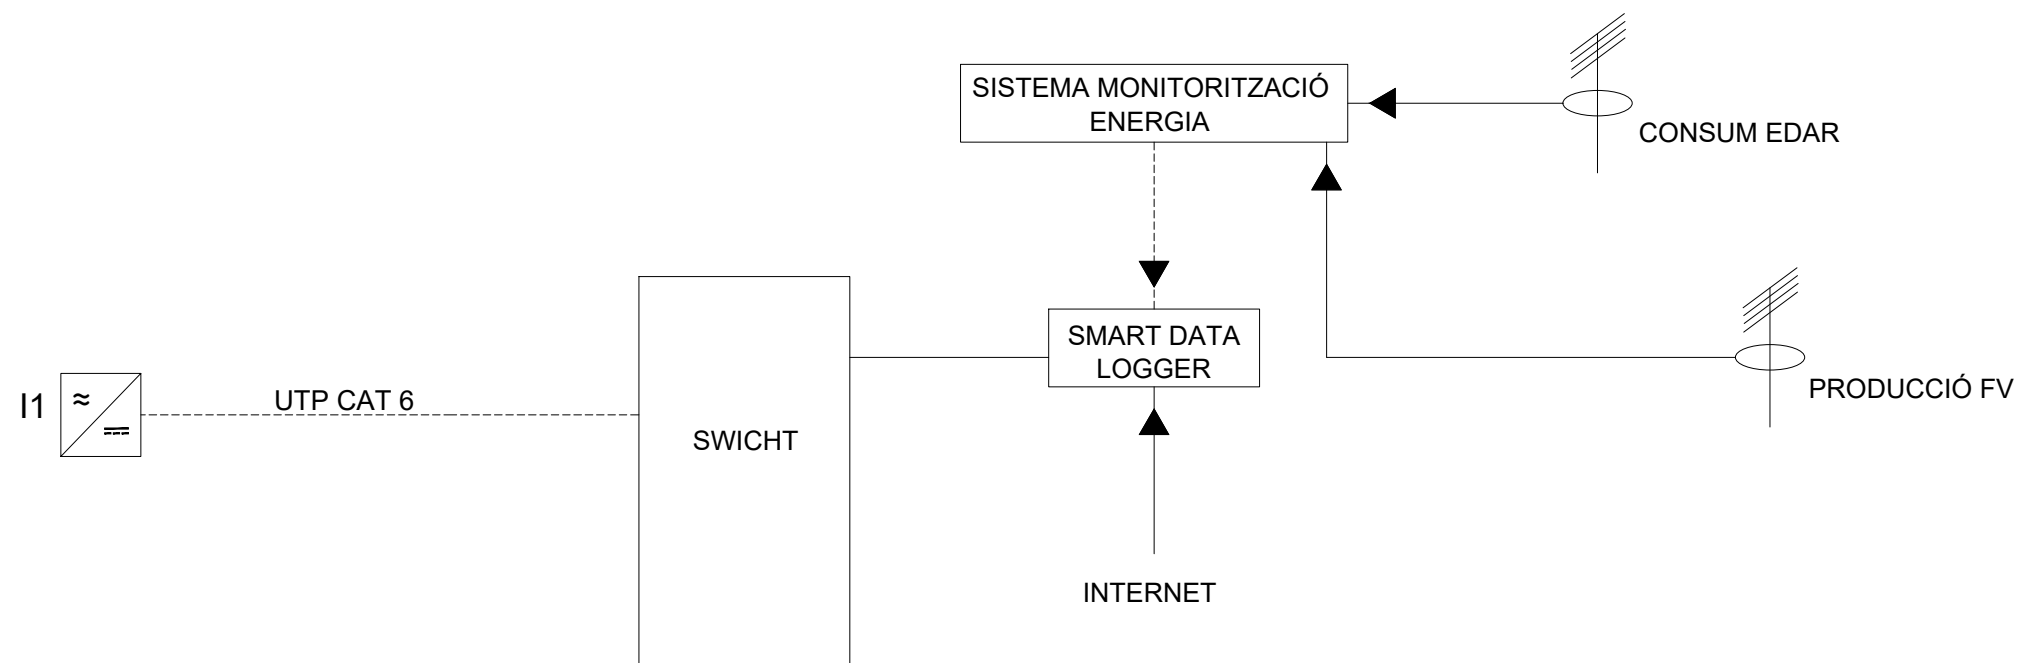 SISTEMA MONITORITZACIÓ
ENERGIA
CONSUM EDAR
SMART DATA
LOGGER
PRODUCCIÓ FV
I1
UTP CAT 6
SWICHT
INTERNET